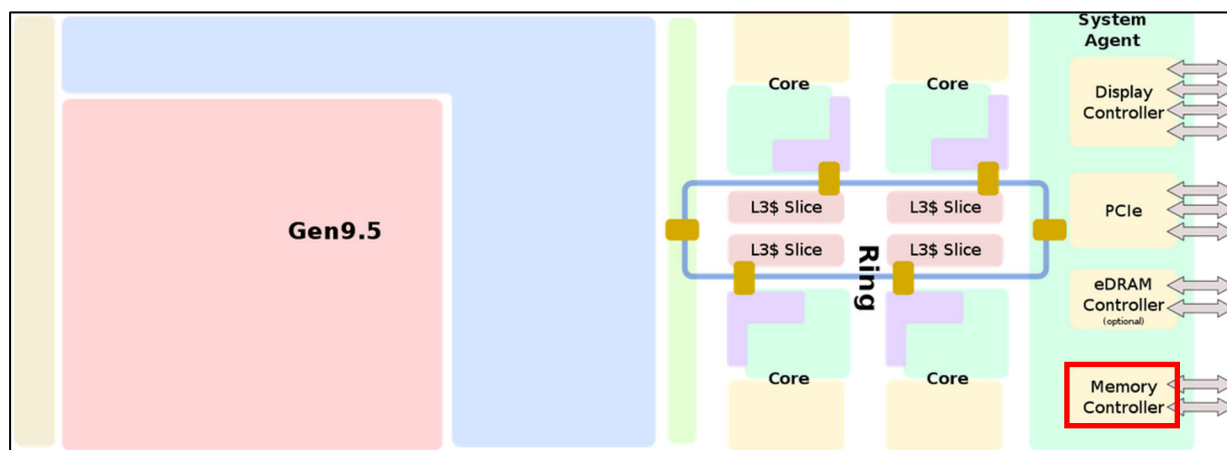 System
Agent
Core
Core
Display
Controller
L3$ Slice
L3$ Slice
PCIe
Gen9.5
L3$ Slice
L3$ Slice
Ring
eDRAM
Controller
(optional)
Core
Core
Memory
Controller